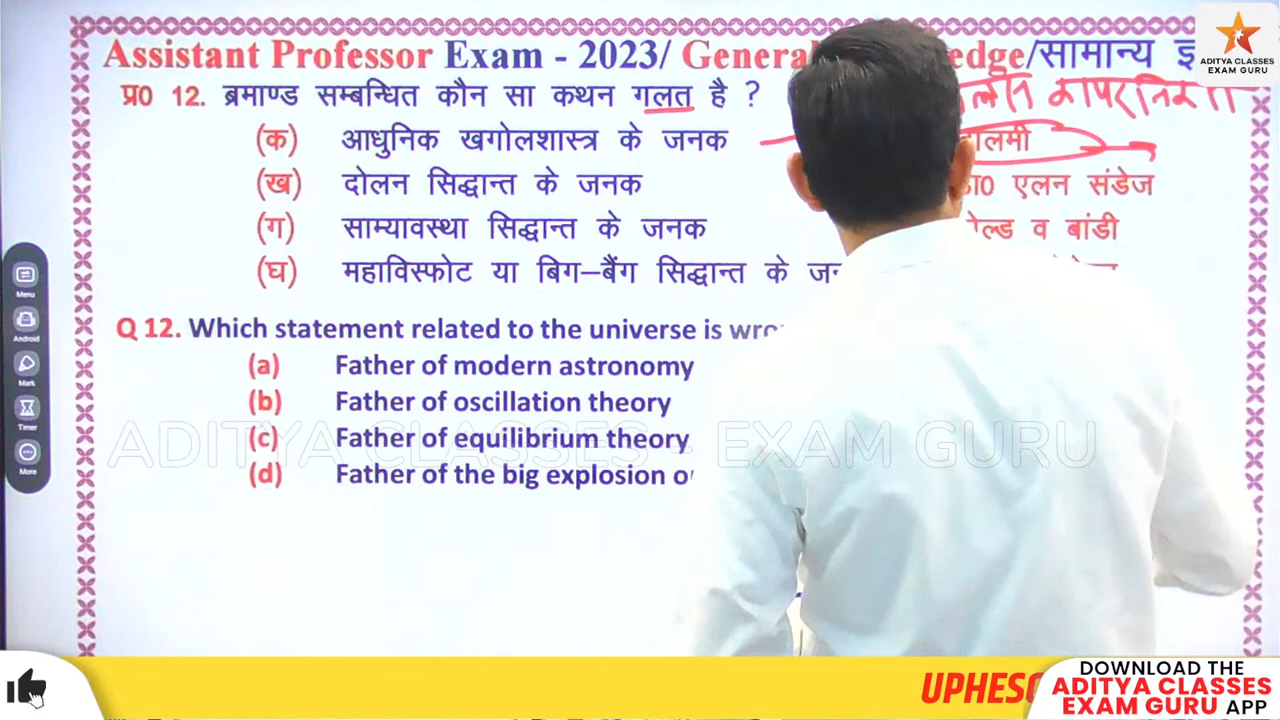 Assistant Professor Exam - 2023/ General edge/सामान्य
प्र0 12. ब्रमाण्ड सम्बन्धित कौन सा कथन गलत है ?
(क) आधुनिक खगोलशास्त्र के जनक
(ख) दोलन सिद्धान्त के जनक एलन संडेज
(ग) साम्यावस्था सिद्धान्त के जनक व बांडी
(घ) महाविस्फोट या बिग–बैंग सिद्धान्त के
Q 12. Which statement related to the universe is
(a) Father of modern astronomy
(b) Father of oscillation theory
(c) Father of equilibrium theory
(d) Father of the big explosion
ADITYA CLASSES - EXAM GURU
ADITYA CLASSES
EXAM GURU
Menu
Android
Mark
Timer
More
DOWNLOAD THE
ADITYA CLASSES
EXAM GURU APP